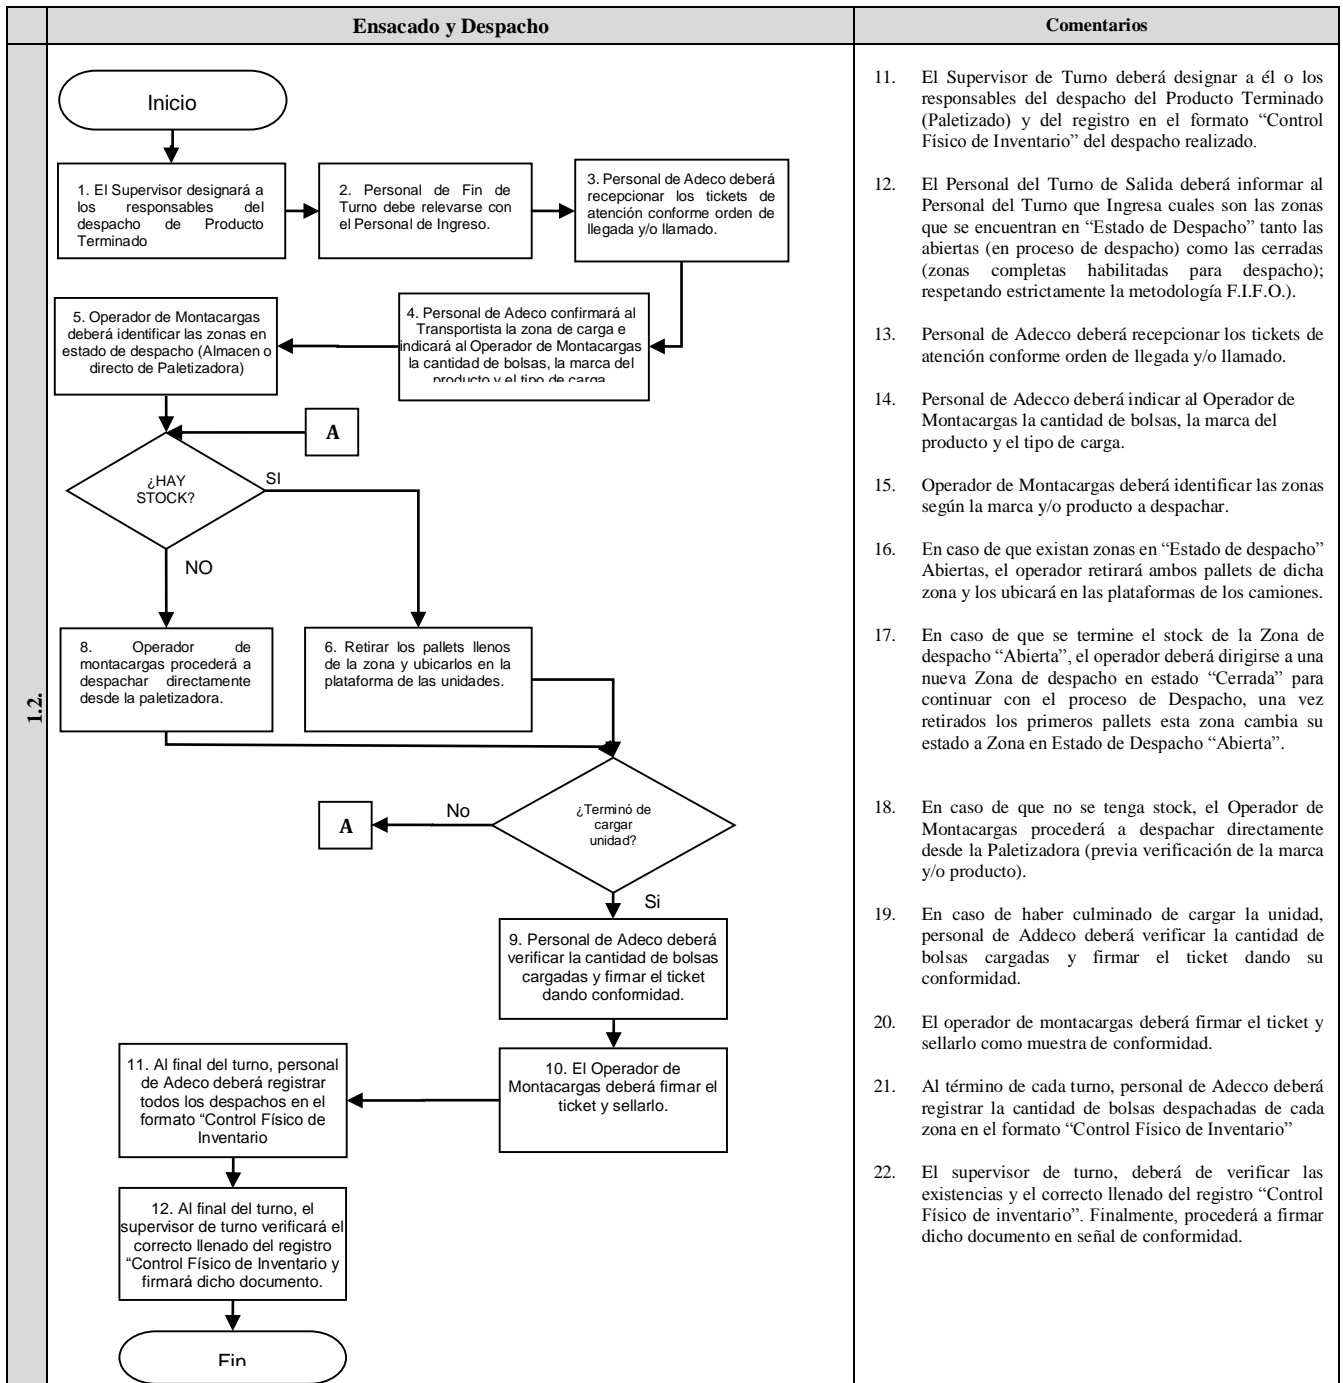 Ensacado y Despacho
Comentarios
1.2.
Inicio
1. El Supervisor designará a
los responsables del
despacho de Producto
Terminado
2. Personal de Fin de
Turno debe relevarse con
el Personal de Ingreso.
3. Personal de Adeco deberá
recepcionar los tickets de
atención conforme orden de
llegada y/o llamado.
4. Personal de Adeco confirmará al
Transportista la zona de carga e
indicará al Operador de Montacargas
la cantidad de bolsas, la marca del
producto y el tipo de carga
5. Operador de Montacargas
deberá identificar las zonas en
estado de despacho (Almacen o
directo de Paletizadora)
A
¿HAY
STOCK?
SI
NO
8. Operador de
montacargas procederá a
despachar directamente
desde la paletizadora.
6. Retirar los pallets llenos
de la zona y ubicarlos en la
plataforma de las unidades.
¿Terminó de
cargar
unidad?
No
A
Si
9. Personal de Adeco deberá
verificar la cantidad de bolsas
cargadas y firmar el ticket
dando conformidad.
10. El Operador de
Montacargas deberá firmar el
ticket y sellarlo.
11. Al final del turno, personal
de Adeco deberá registrar
todos los despachos en el
formato “Control Físico de
Inventario
12. Al final del turno, el
supervisor de turno verificará el
correcto llenado del registro
“Control Físico de Inventario y
firmará dicho documento.
Fin
11. El Supervisor de Turno deberá designar a él o los
responsables del despacho del Producto Terminado
(Paletizado) y del registro en el formato “Control
Físico de Inventario” del despacho realizado.
12. El Personal del Turno de Salida deberá informar al
Personal del Turno que Ingresa cuales son las zonas
que se encuentran en “Estado de Despacho” tanto las
abiertas (en proceso de despacho) como las cerradas
(zonas completas habilitadas para despacho);
respetando estrictamente la metodología F.I.F.O.).
13. Personal de Adecco deberá recepcionar los tickets de
atención conforme orden de llegada y/o llamado.
14. Personal de Adecco deberá indicar al Operador de
Montacargas la cantidad de bolsas, la marca del
producto y el tipo de carga.
15. Operador de Montacargas deberá identificar las zonas
según la marca y/o producto a despachar.
16. En caso de que existan zonas en “Estado de despacho”
Abiertas, el operador retirará ambos pallets de dicha
zona y los ubicará en las plataformas de los camiones.
17. En caso de que se termine el stock de la Zona de
despacho “Abierta”, el operador deberá dirigirse a una
nueva Zona de despacho en estado “Cerrada” para
continuar con el proceso de Despacho, una vez
retirados los primeros pallets esta zona cambia su
estado a Zona en Estado de Despacho “Abierta”.
18. En caso de que no se tenga stock, el Operador de
Montacargas procederá a despachar directamente
desde la Paletizadora (previa verificación de la marca
y/o producto).
19. En caso de haber culminado de cargar la unidad,
personal de Addeco deberá verificar la cantidad de
bolsas cargadas y firmar el ticket dando su
conformidad.
20. El operador de montacargas deberá firmar el ticket y
sellarlo como muestra de conformidad.
21. Al término de cada turno, personal de Adecco deberá
registrar la cantidad de bolsas despachadas de cada
zona en el formato “Control Físico de Inventario”
22. El supervisor de turno, deberá de verificar las
existencias y el correcto llenado del registro “Control
Físico de inventario”. Finalmente, procederá a firmar
dicho documento en señal de conformidad.